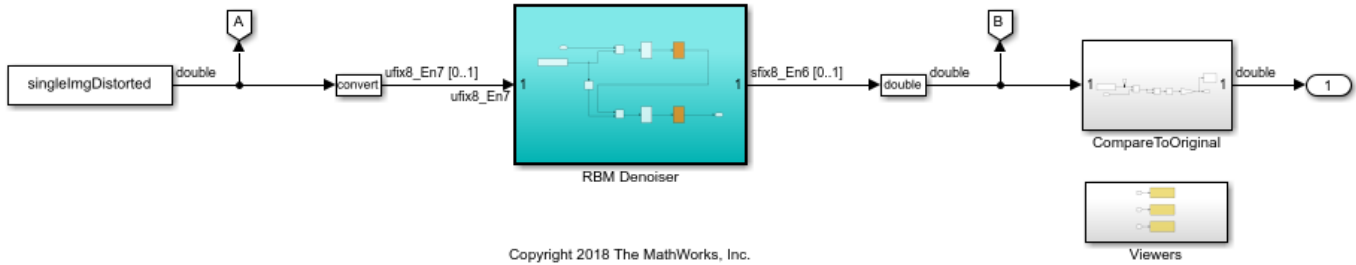 A
B
singleImgDistorted
double
convert
ufix8_En7 [0..1]
ufix8_En7
1
1
RBM Denoiser
sfix8_En6 [0..1]
double
double
1
1
CompareToOriginal
double
1
Viewers
Copyright 2018 The MathWorks, Inc.